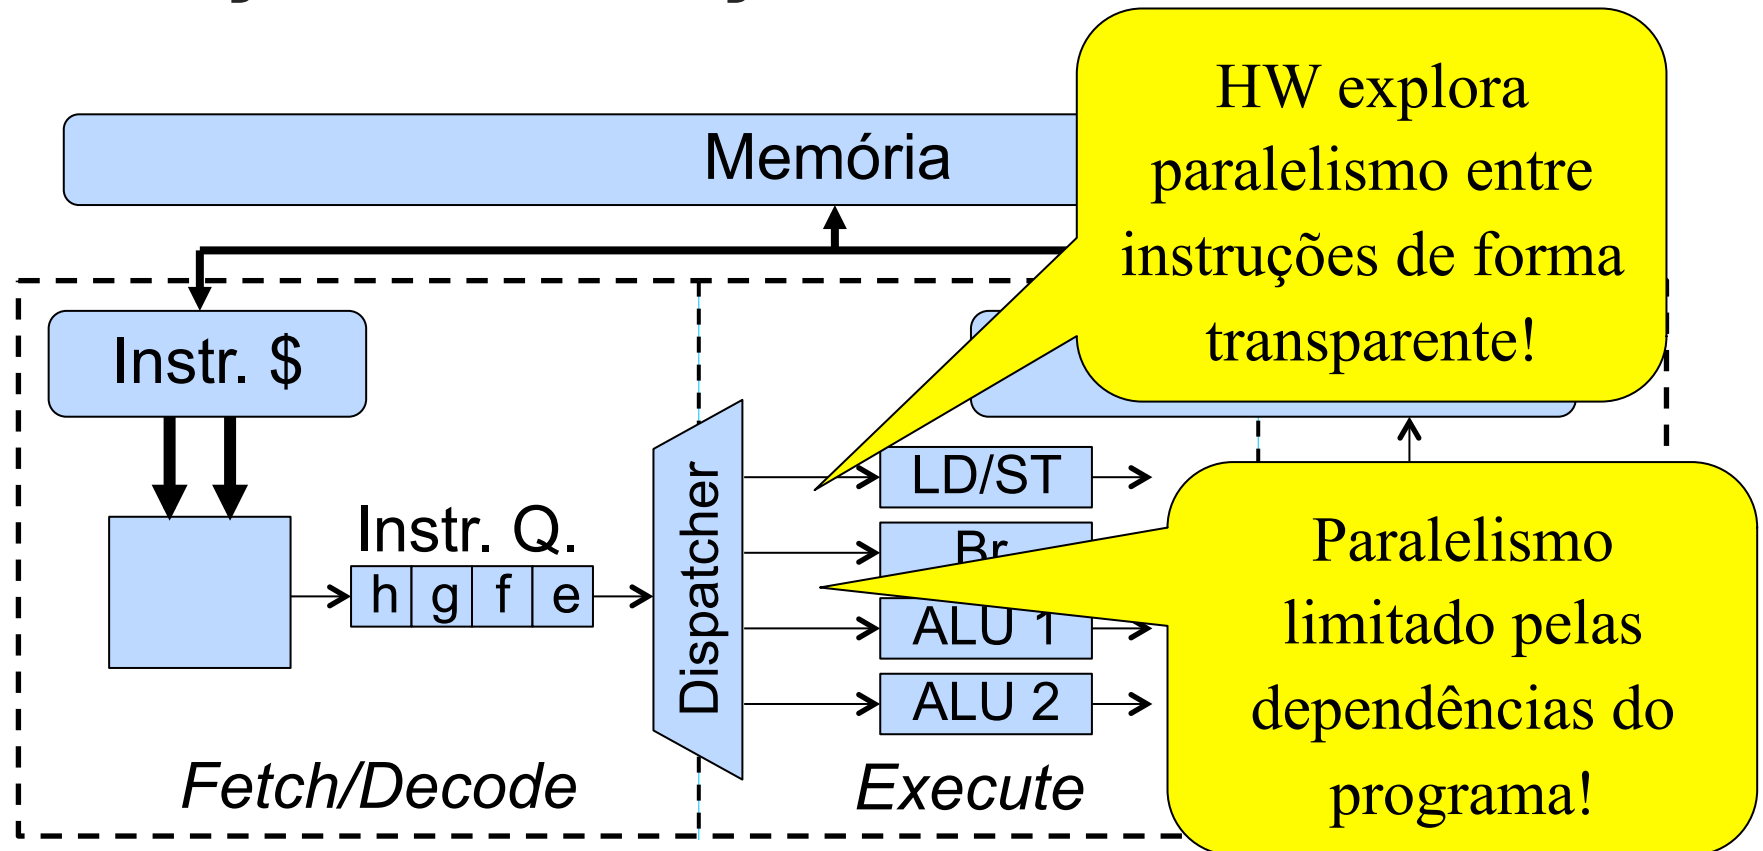 Memória
HW explora
paralelismo entre
instruções de forma
transparente!
Instr. $
Instr. Q.
h g f e
Dispatcher
LD/ST
Br
ALU 1
ALU 2
Paralelismo
limitado pelas
dependências do
programa!
Fetch/Decode
Execute